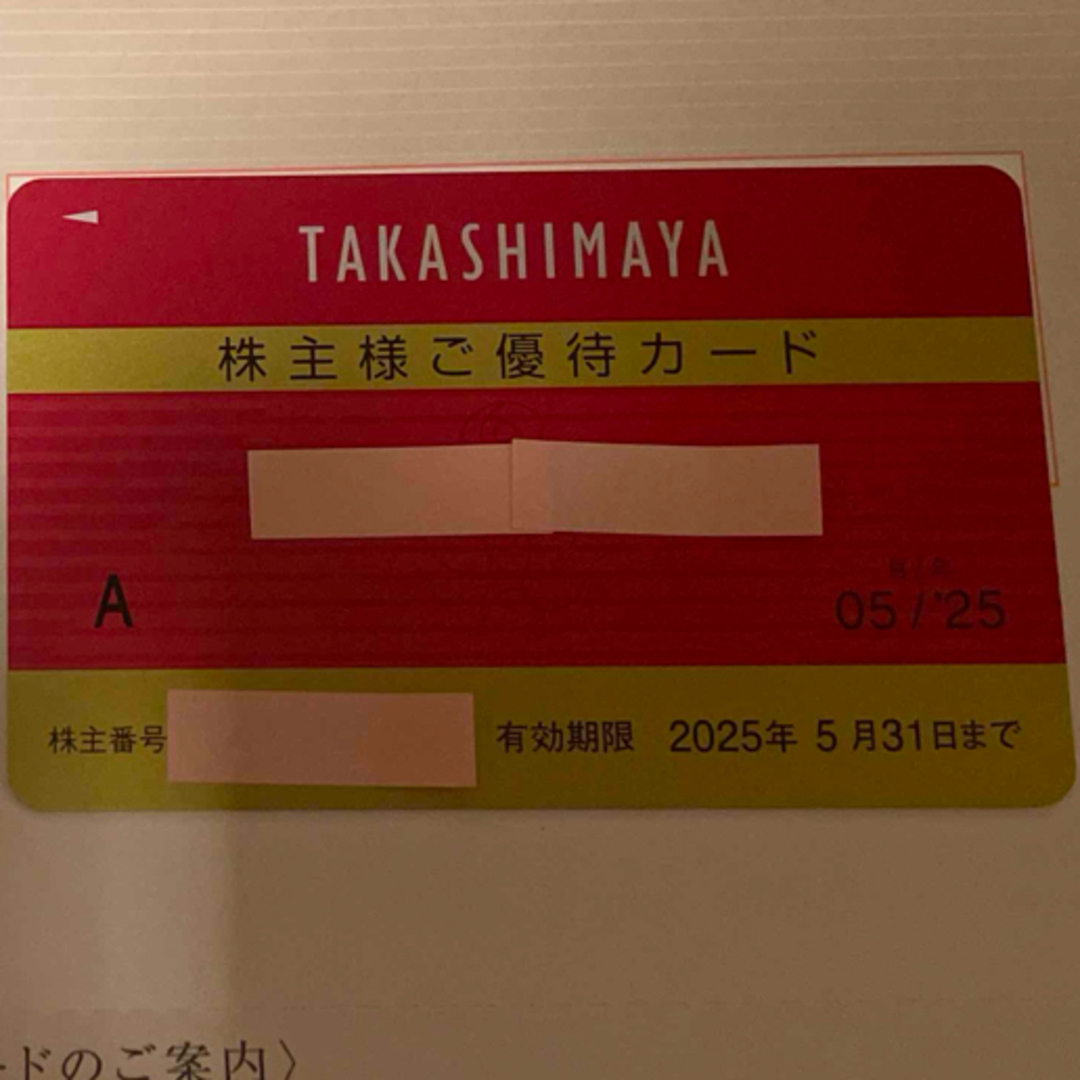 TAKASHIMAYA
株主様ご優待カード
A
05/'25
株主番号
有効期限 2025年 5月31日まで
ードのご案内〉